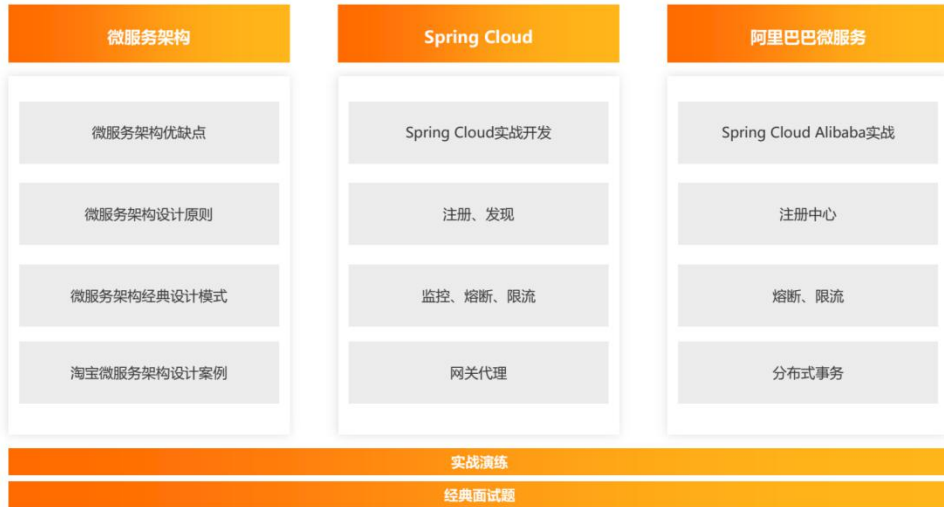 微服务架构
微服务架构优缺点
微服务架构设计原则
微服务架构经典设计模式
淘宝微服务架构设计案例
Spring Cloud
Spring Cloud实战开发
注册、发现
监控、熔断、限流
网关代理
阿里巴巴微服务
Spring Cloud Alibaba实战
注册中心
熔断、限流
分布式事务
实战演练
经典面试题